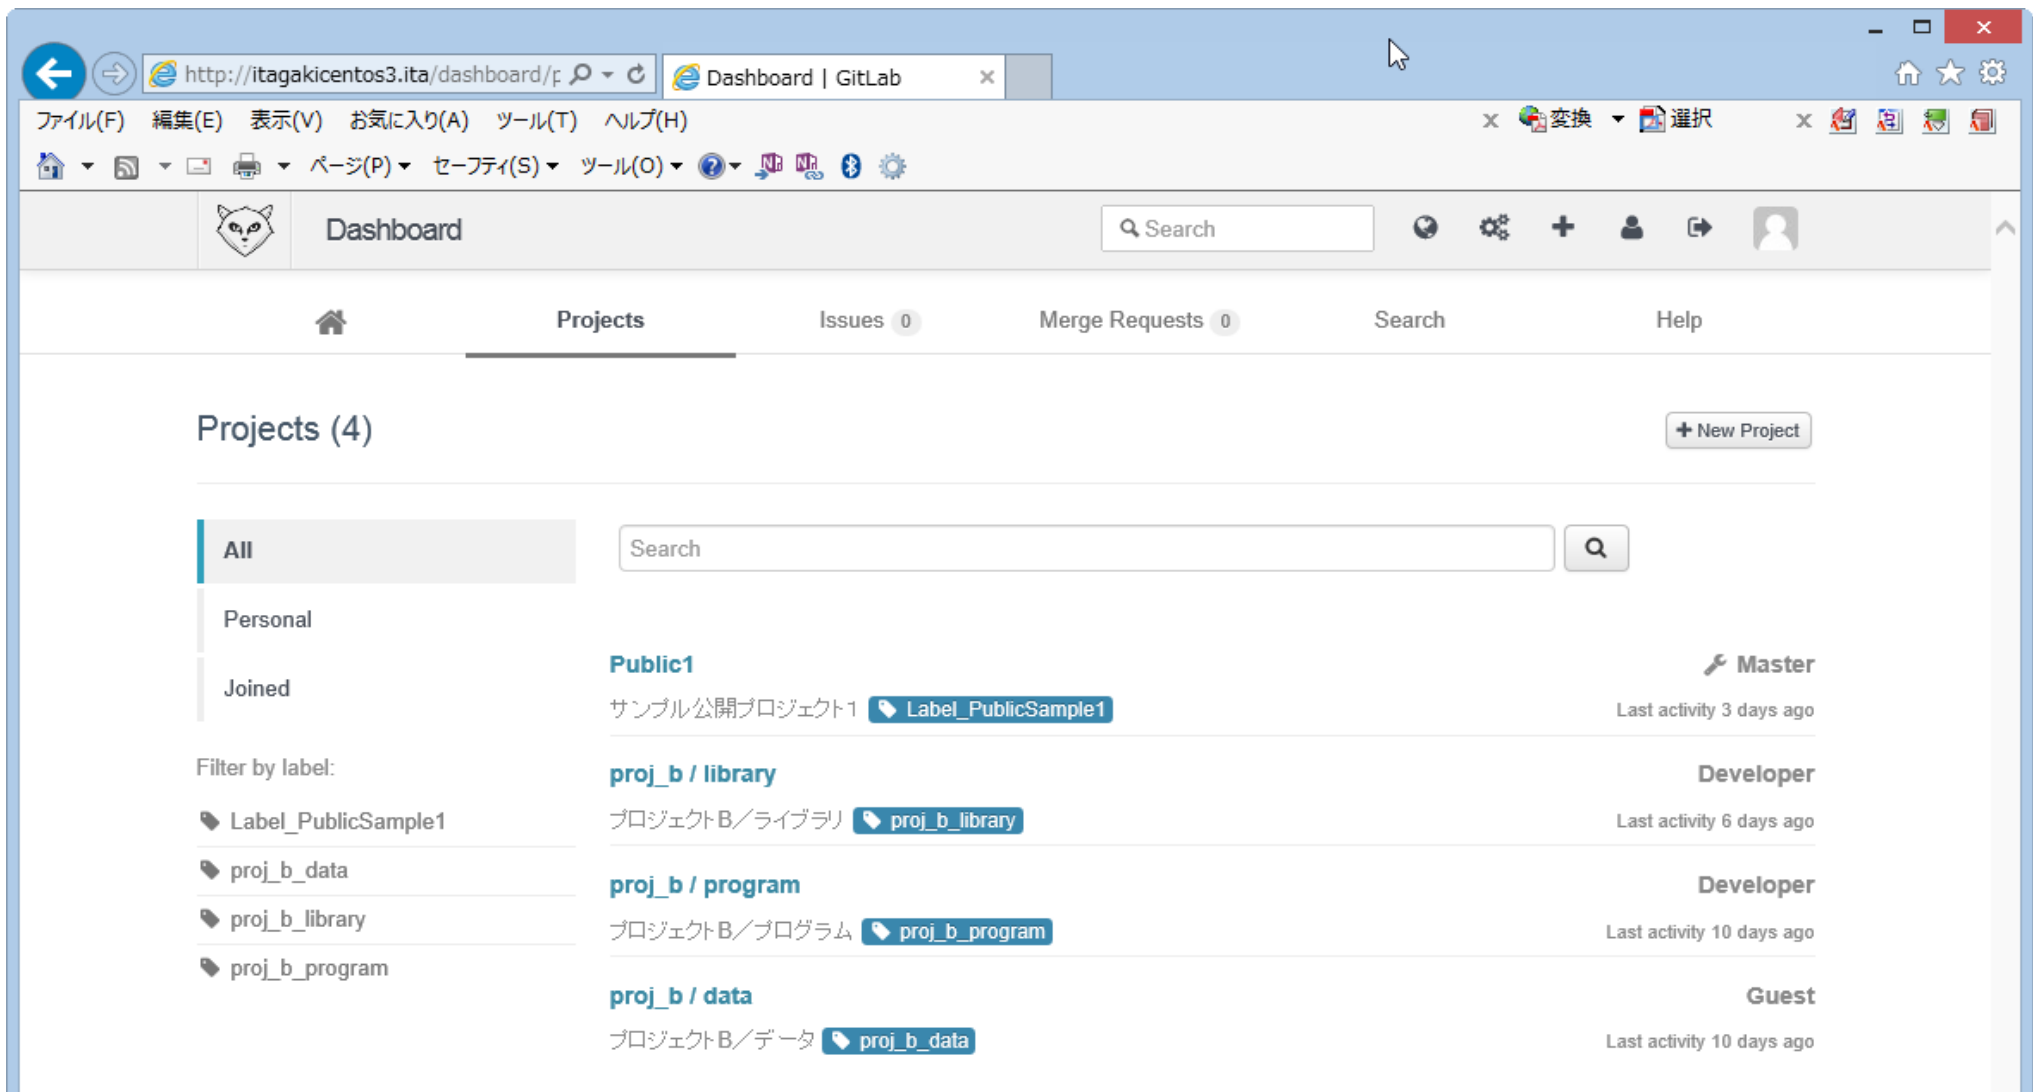 http://itagakicentos3.ita/dashboard/p
Dashboard | GitLab
ファイル(F) 編集(E) 表示(V) お気に入り(A) ツール(T) ヘルプ(H)
変換 選択
ページ(P) セーフティ(S) ツール(O)
Dashboard
Search
Projects
Issues 0
Merge Requests 0
Search
Help
Projects (4)
New Project
All
Personal
Joined
Filter by label:
Label_PublicSample1
proj_b_data
proj_b_library
proj_b_program
Search
Public1
Master
サンプル公開プロジェクト1 Label_PublicSample1
Last activity 3 days ago
proj_b / library
Developer
プロジェクトB／ライブラリ proj_b_library
Last activity 6 days ago
proj_b / program
Developer
プロジェクトB／プログラム proj_b_program
Last activity 10 days ago
proj_b / data
Guest
プロジェクトB／データ proj_b_data
Last activity 10 days ago